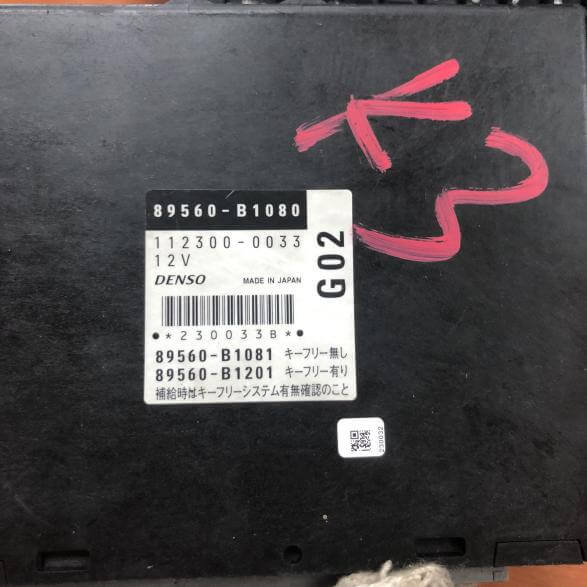 K3
89560-B1080
112300-0033
12V
G02
DENSO MADE IN JAPAN
*230033B*
89560-B1081 キーフリー無し
89560-B1201 キーフリー有り
補給時はキーフリーシステム有無確認のこと
230032